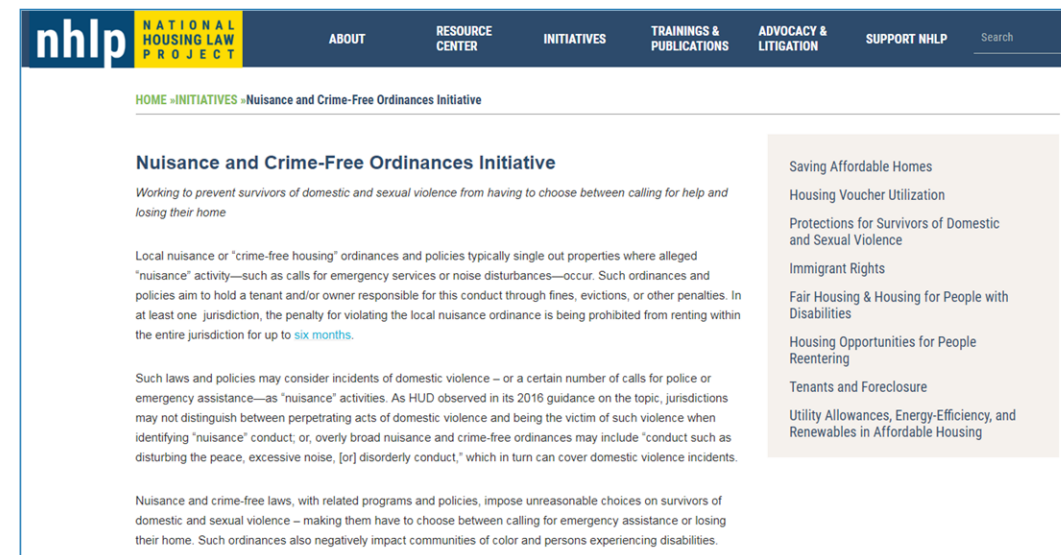 nhlp
NATIONAL
HOUSING LAW
PROJECT
ABOUT
RESOURCE
CENTER
INITIATIVES
TRAININGS &
PUBLICATIONS
ADVOCACY &
LITIGATION
SUPPORT NHLP
Search
HOME »INITIATIVES »Nuisance and Crime-Free Ordinances Initiative
Nuisance and Crime-Free Ordinances Initiative
Working to prevent survivors of domestic and sexual violence from having to choose between calling for help and
losing their home
Local nuisance or “crime-free housing” ordinances and policies typically single out properties where alleged
“nuisance” activity—such as calls for emergency services or noise disturbances—occur. Such ordinances and
policies aim to hold a tenant and/or owner responsible for this conduct through fines, evictions, or other penalties. In
at least one jurisdiction, the penalty for violating the local nuisance ordinance is being prohibited from renting within
the entire jurisdiction for up to six months.
Such laws and policies may consider incidents of domestic violence – or a certain number of calls for police or
emergency assistance—as “nuisance” activities. As HUD observed in its 2016 guidance on the topic, jurisdictions
may not distinguish between perpetrating acts of domestic violence and being the victim of such violence when
identifying “nuisance” conduct; or, overly broad nuisance and crime-free ordinances may include “conduct such as
disturbing the peace, excessive noise, [or] disorderly conduct,” which in turn can cover domestic violence incidents.
Nuisance and crime-free laws, with related programs and policies, impose unreasonable choices on survivors of
domestic and sexual violence – making them have to choose between calling for emergency assistance or losing
their home. Such ordinances also negatively impact communities of color and persons experiencing disabilities.
Saving Affordable Homes
Housing Voucher Utilization
Protections for Survivors of Domestic
and Sexual Violence
Immigrant Rights
Fair Housing & Housing for People with
Disabilities
Housing Opportunities for People
Reentering
Tenants and Foreclosure
Utility Allowances, Energy-Efficiency, and
Renewables in Affordable Housing